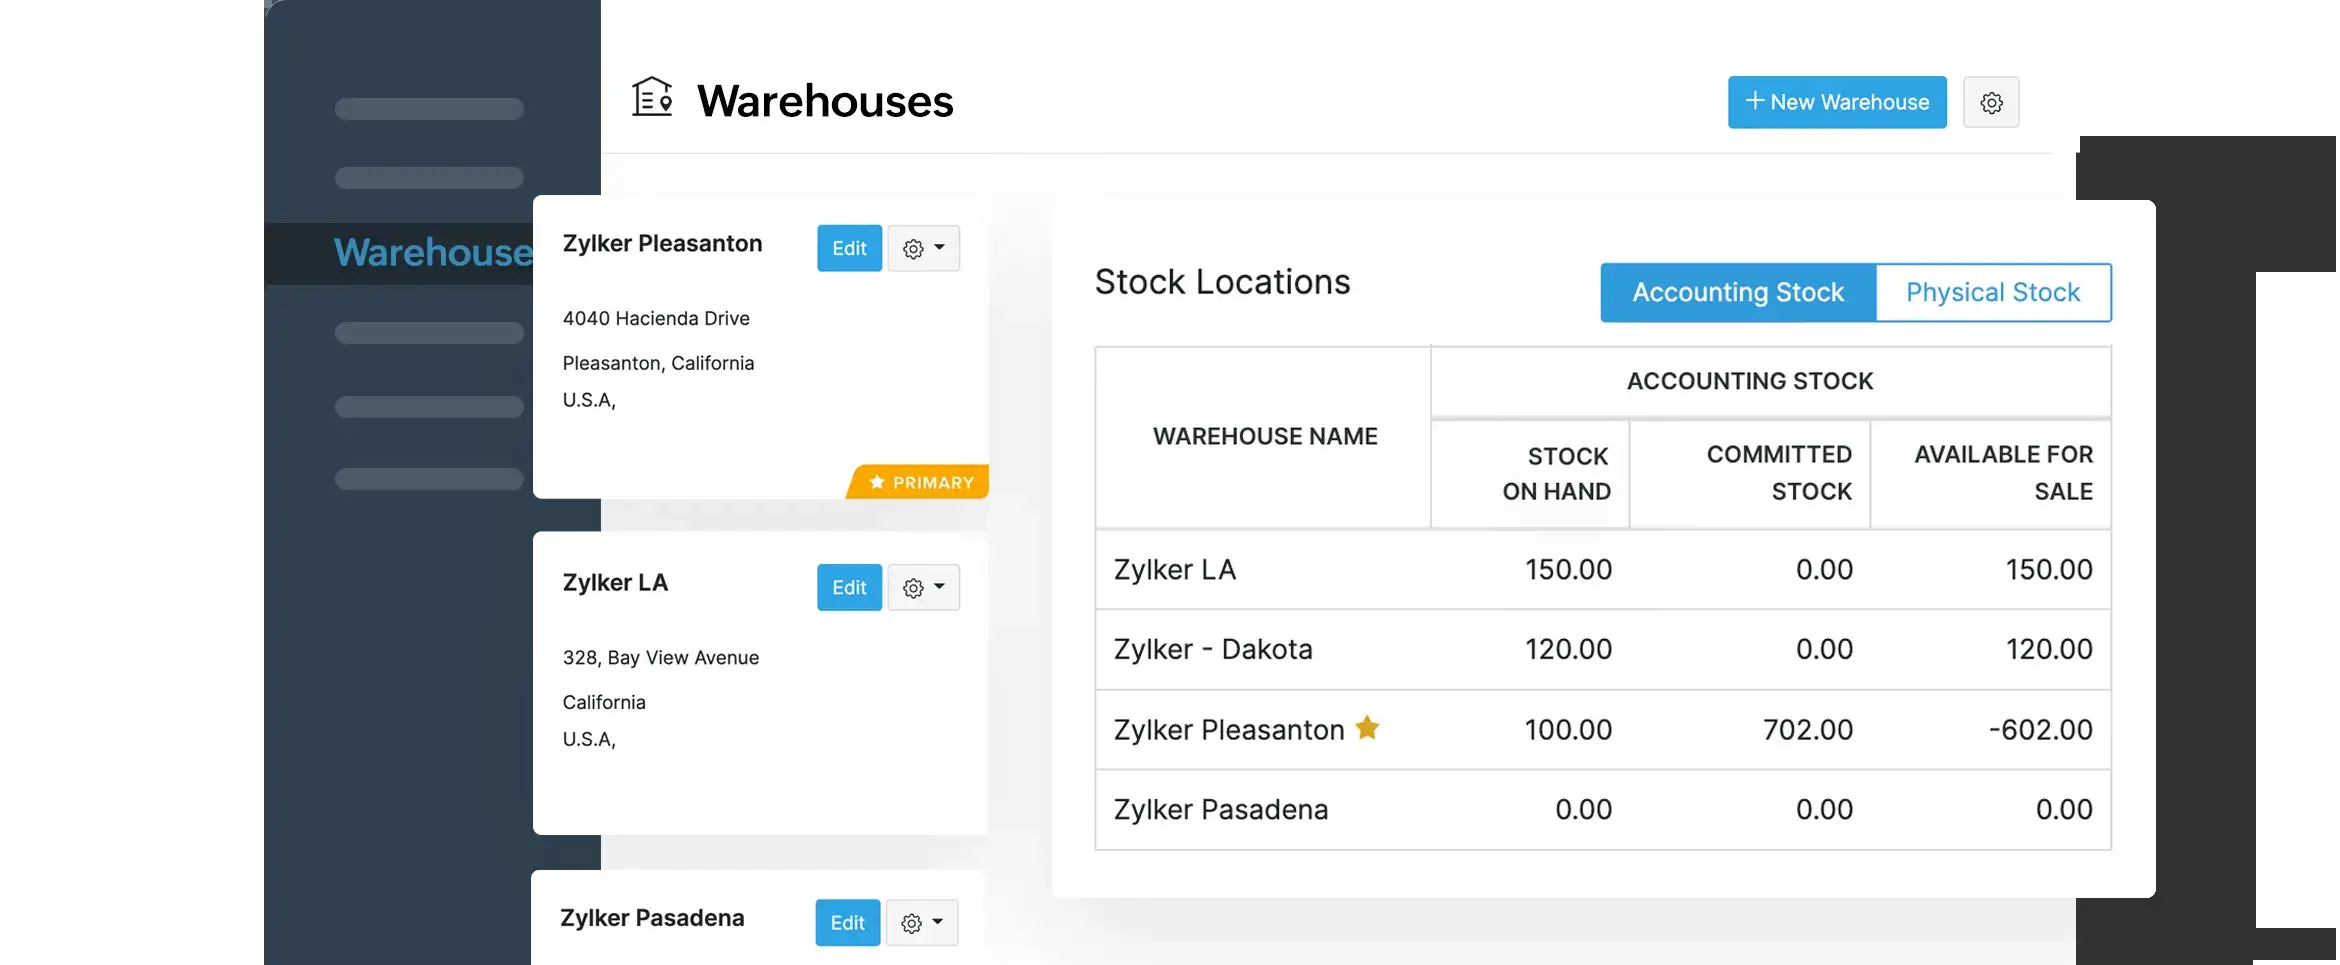 Warehouses
+ New Warehouse
Warehouse
Zylker Pleasanton
Edit
4040 Hacienda Drive
Pleasanton, California
U.S.A,
★ PRIMARY
Zylker LA
Edit
328, Bay View Avenue
California
U.S.A,
Zylker Pasadena
Edit
Stock Locations
Accounting Stock Physical Stock
WAREHOUSE NAME
ACCOUNTING STOCK
STOCK
ON HAND
COMMITTED
STOCK
AVAILABLE FOR
SALE
Zylker LA 150.00 0.00 150.00
Zylker - Dakota 120.00 0.00 120.00
Zylker Pleasanton ★ 100.00 702.00 -602.00
Zylker Pasadena 0.00 0.00 0.00